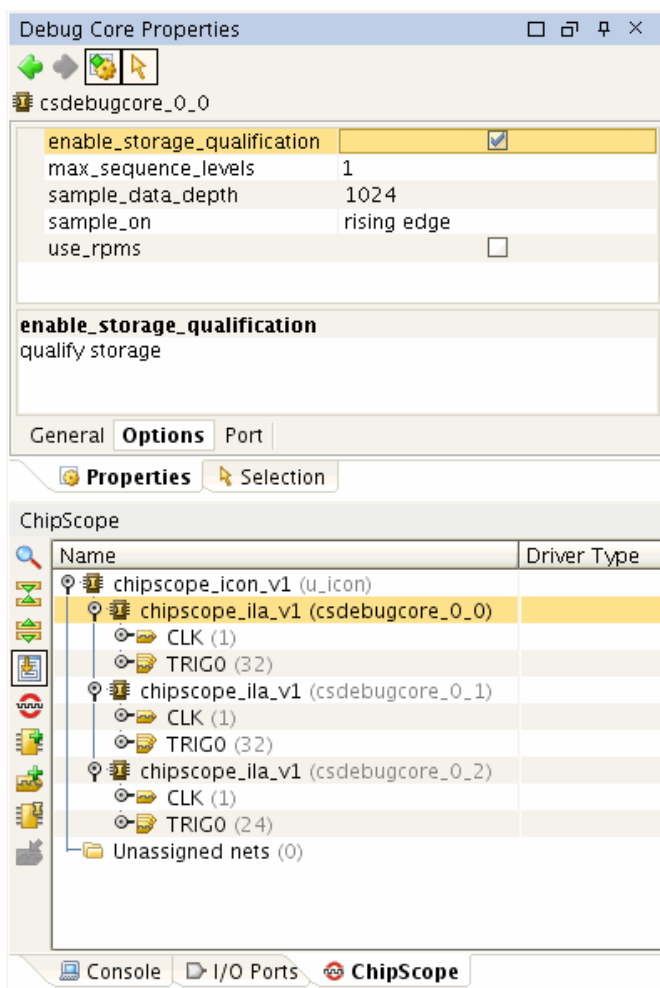 Debug Core Properties
csdebugcore_0_0
enable_storage_qualification
max_sequence_levels 1
sample_data_depth 1024
sample_on rising edge
use_rpms
enable_storage_qualification
qualify storage
General Options Port
Properties Selection
ChipScope
Name Driver Type
chipscope_icon_v1 (u_icon)
chipscope_ila_v1 (csdebugcore_0_0)
CLK (1)
TRIG0 (32)
chipscope_ila_v1 (csdebugcore_0_1)
CLK (1)
TRIG0 (32)
chipscope_ila_v1 (csdebugcore_0_2)
CLK (1)
TRIG0 (24)
Unassigned nets (0)
Console I/O Ports ChipScope